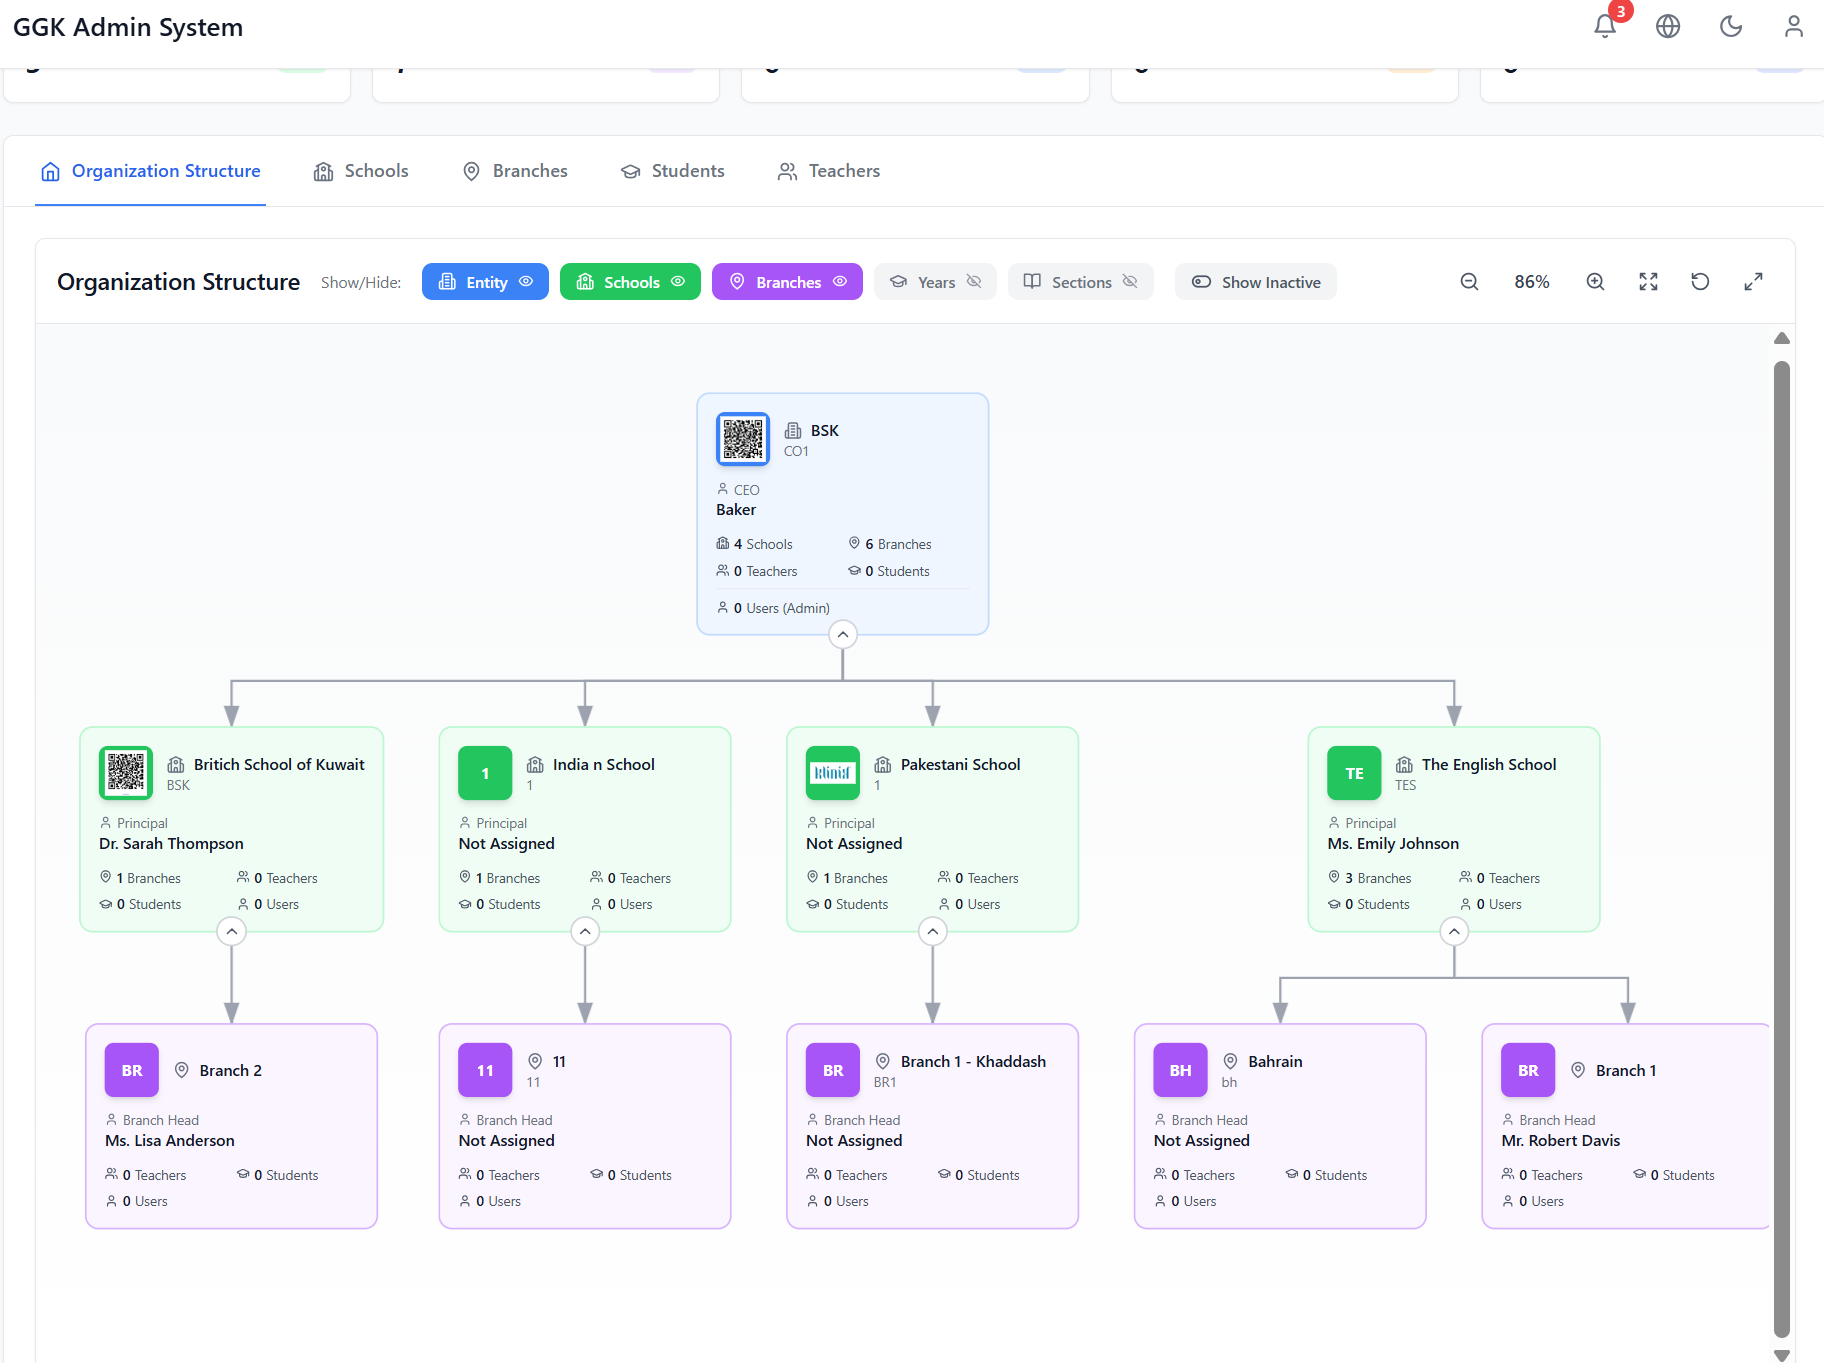 GGK Admin System
3
Organization Structure
Schools
Branches
Students
Teachers
Organization Structure
Show/Hide:
Entity
Schools
Branches
Years
Sections
Show Inactive
86%
BSK
CO1
CEO
Baker
4 Schools
6 Branches
0 Teachers
0 Students
0 Users (Admin)
Britich School of Kuwait
BSK
Principal
Dr. Sarah Thompson
1 Branches
0 Teachers
0 Students
0 Users
1
India n School
1
Principal
Not Assigned
1 Branches
0 Teachers
0 Students
0 Users
Pakestani School
1
Principal
Not Assigned
1 Branches
0 Teachers
0 Students
0 Users
TE
The English School
TES
Principal
Ms. Emily Johnson
3 Branches
0 Teachers
0 Students
0 Users
BR
Branch 2
Branch Head
Ms. Lisa Anderson
0 Teachers
0 Students
0 Users
11
11
11
Branch Head
Not Assigned
0 Teachers
0 Students
0 Users
BR
Branch 1 - Khaddash
BR1
Branch Head
Not Assigned
0 Teachers
0 Students
0 Users
BH
Bahrain
bh
Branch Head
Not Assigned
0 Teachers
0 Students
0 Users
BR
Branch 1
Branch Head
Mr. Robert Davis
0 Teachers
0 Students
0 Users